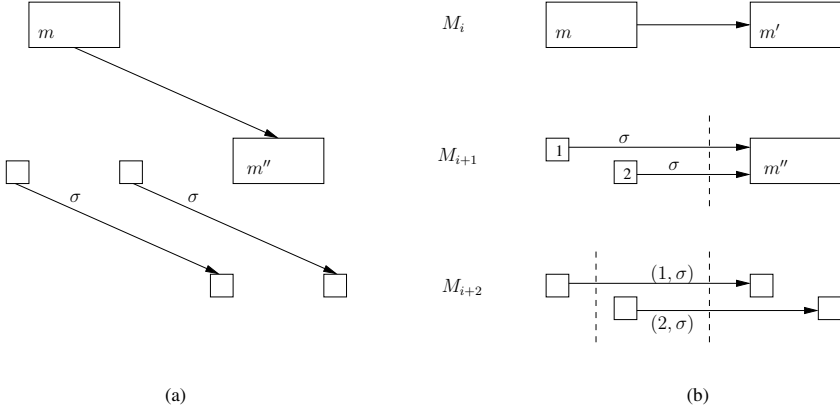 m
m″
σ
σ
(a)
M_i
m
m′
M_{i+1}
1
σ
2
σ
m″
M_{i+2}
(1, σ)
(2, σ)
(b)